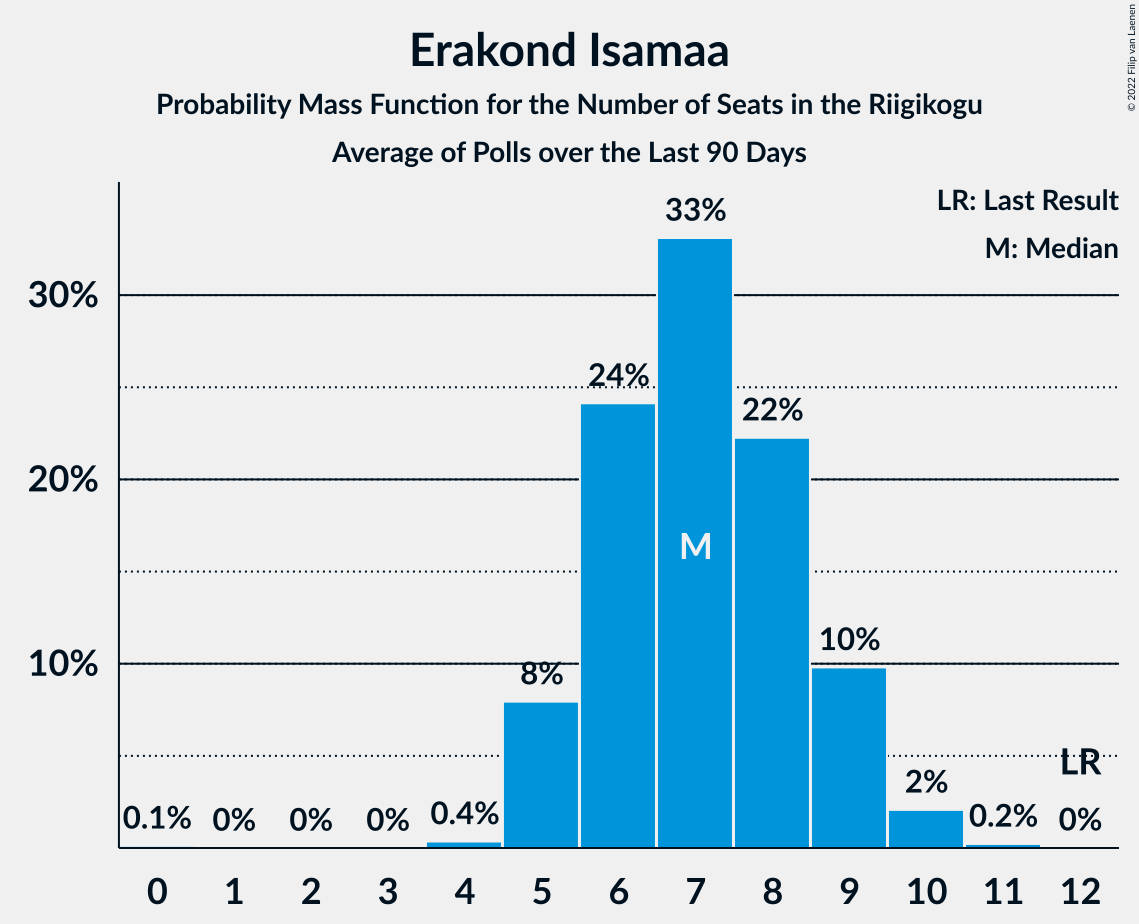 Erakond Isamaa
Probability Mass Function for the Number of Seats in the Riigikogu
Average of Polls over the Last 90 Days
© 2022 Filip van Laenen
LR: Last Result
M: Median
33%
30%
24%
22%
20%
M
10%
10%
8%
LR
2%
0.1% 0% 0% 0% 0.4% 0.2% 0%
0 1 2 3 4 5 6 7 8 9 10 11 12